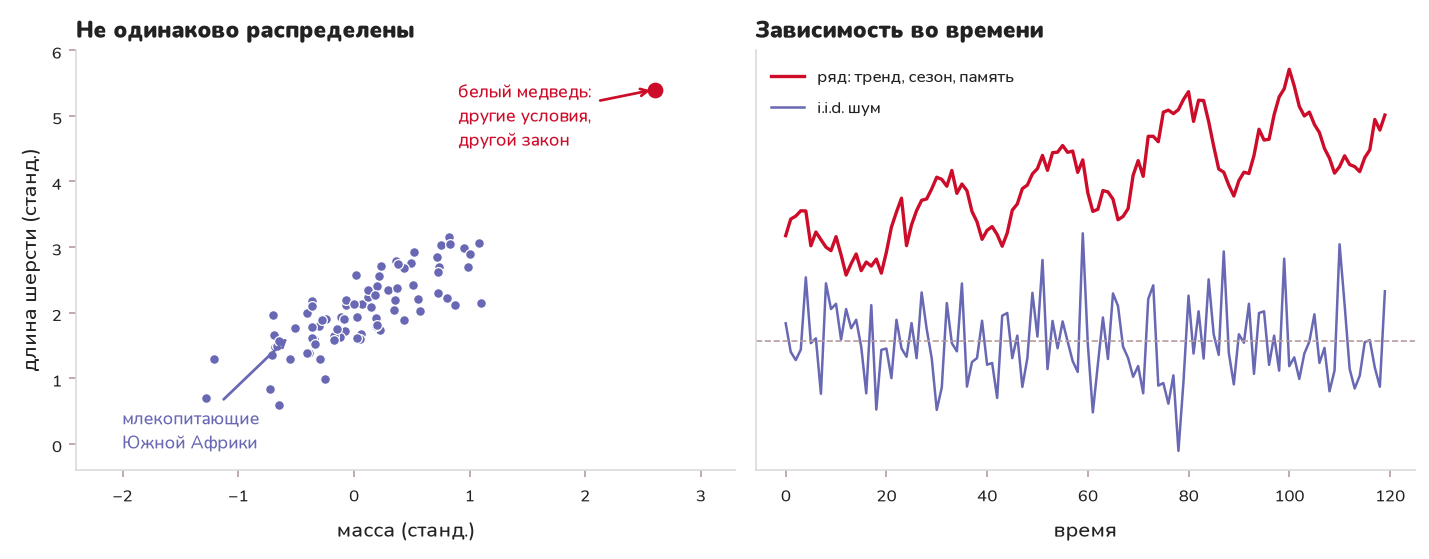 Не одинаково распределены
6
5
4
3
2
1
0
длина шерсти (станд.)
белый медведь:
другие условия,
другой закон
млекопитающие
Южной Африки
−2
−1
0
1
2
3
масса (станд.)
Зависимость во времени
ряд: тренд, сезон, память
i.i.d. шум
0
20
40
60
80
100
120
время